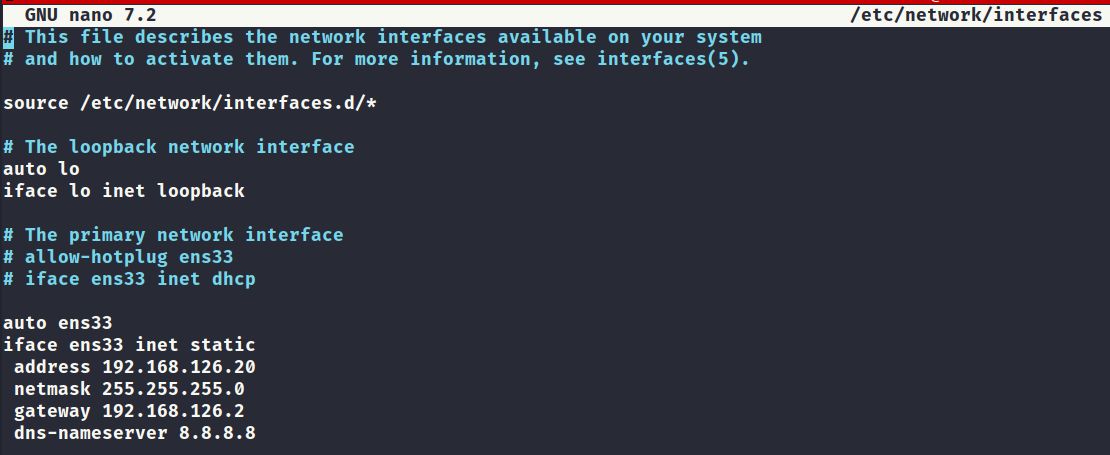 GNU nano 7.2 /etc/network/interfaces
# This file describes the network interfaces available on your system
# and how to activate them. For more information, see interfaces(5).
source /etc/network/interfaces.d/*
# The loopback network interface
auto lo
iface lo inet loopback
# The primary network interface
# allow-hotplug ens33
# iface ens33 inet dhcp
auto ens33
iface ens33 inet static
 address 192.168.126.20
 netmask 255.255.255.0
 gateway 192.168.126.2
 dns-nameserver 8.8.8.8